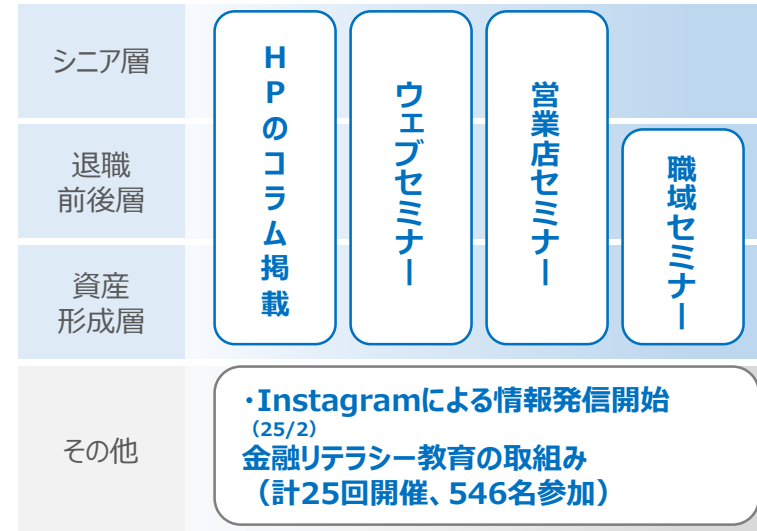 シニア層
退職
前後層
資産
形成層
HPのコラム掲載
ウェブセミナー
営業店セミナー
職域セミナー
その他
・Instagramによる情報発信開始
（25/2）
金融リテラシー教育の取組み
（計25回開催、546名参加）